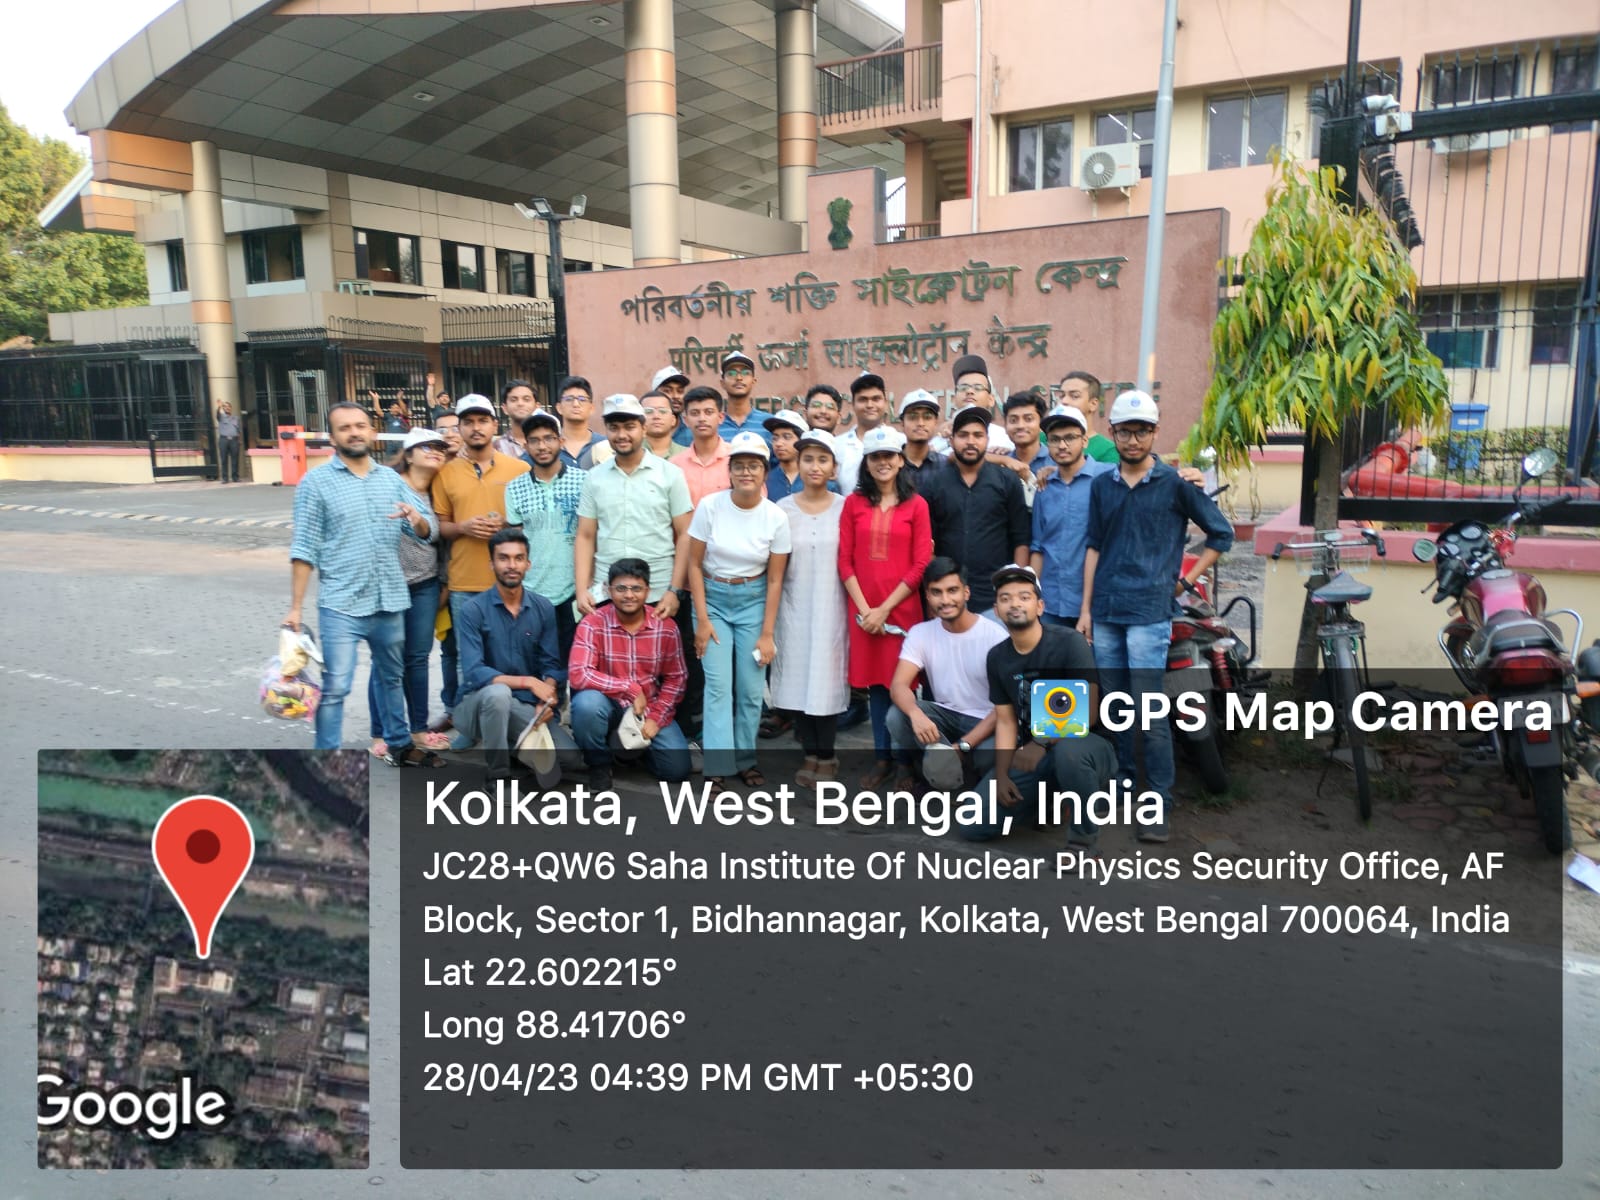 পরিবর্তনীয় শক্তি সাইক্লোট্রন কেন্দ্র
परिवर्ती ऊर्जा साइक्लोट्रॉन केन्द्र
GPS Map Camera
Kolkata, West Bengal, India
JC28+QW6 Saha Institute Of Nuclear Physics Security Office, AF
Block, Sector 1, Bidhannagar, Kolkata, West Bengal 700064, India
Lat 22.602215°
Long 88.41706°
28/04/23 04:39 PM GMT +05:30
Google